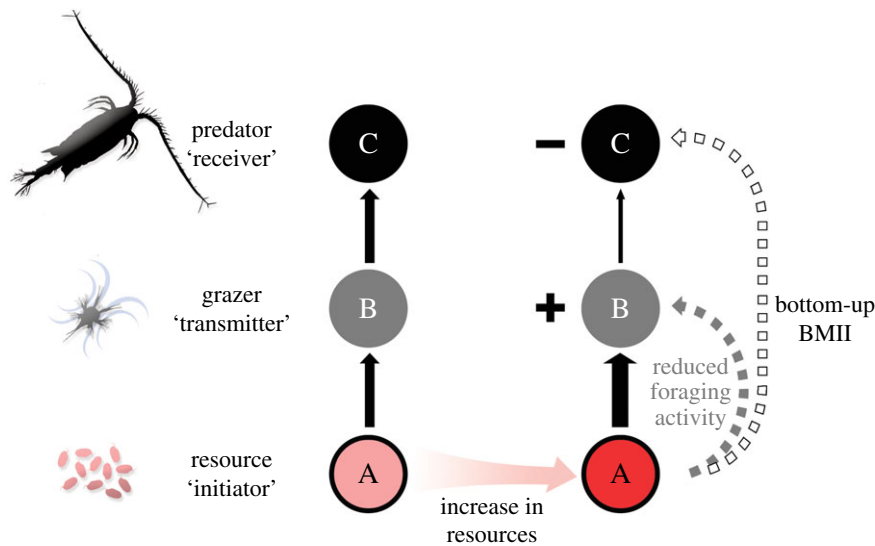 predator
'receiver'
C
−
C
grazer
'transmitter'
B
+
B
bottom-up
BMII
reduced
foraging
activity
resource
'initiator'
A
A
increase in
resources